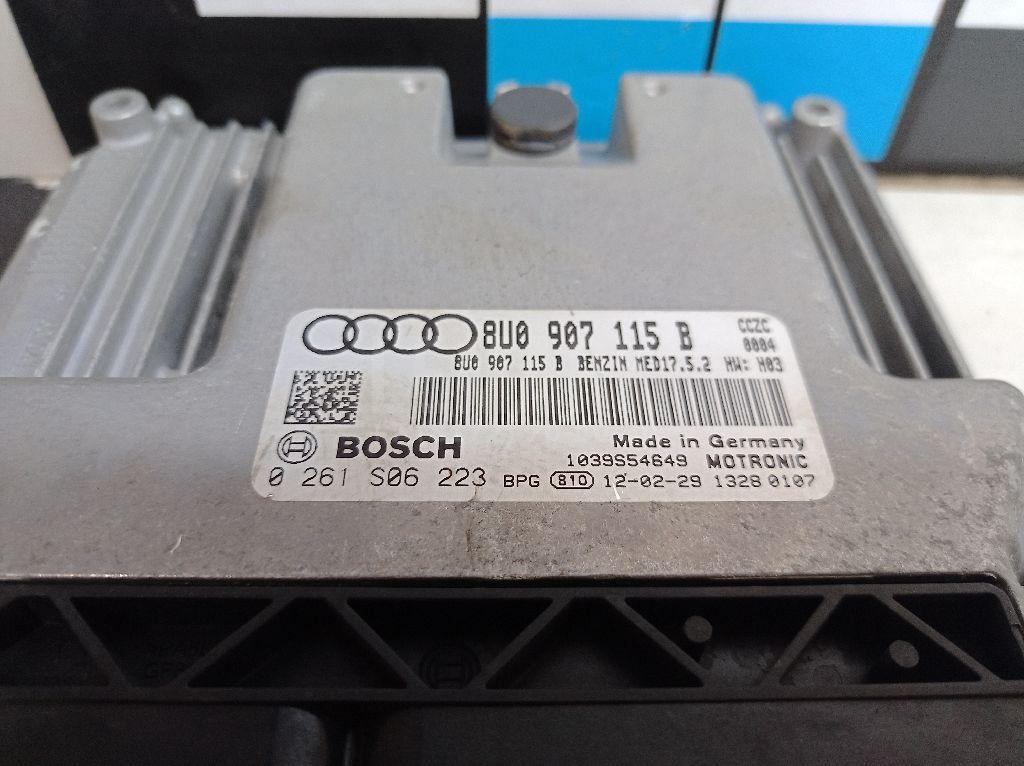 8U0 907 115 B CCZC
0004
8U0 907 115 B BENZIN MED17.5.2 HW: H03
BOSCH Made in Germany
1039S54649 MOTRONIC
0 261 S06 223 BPG 810 12-02-29 1328 0107